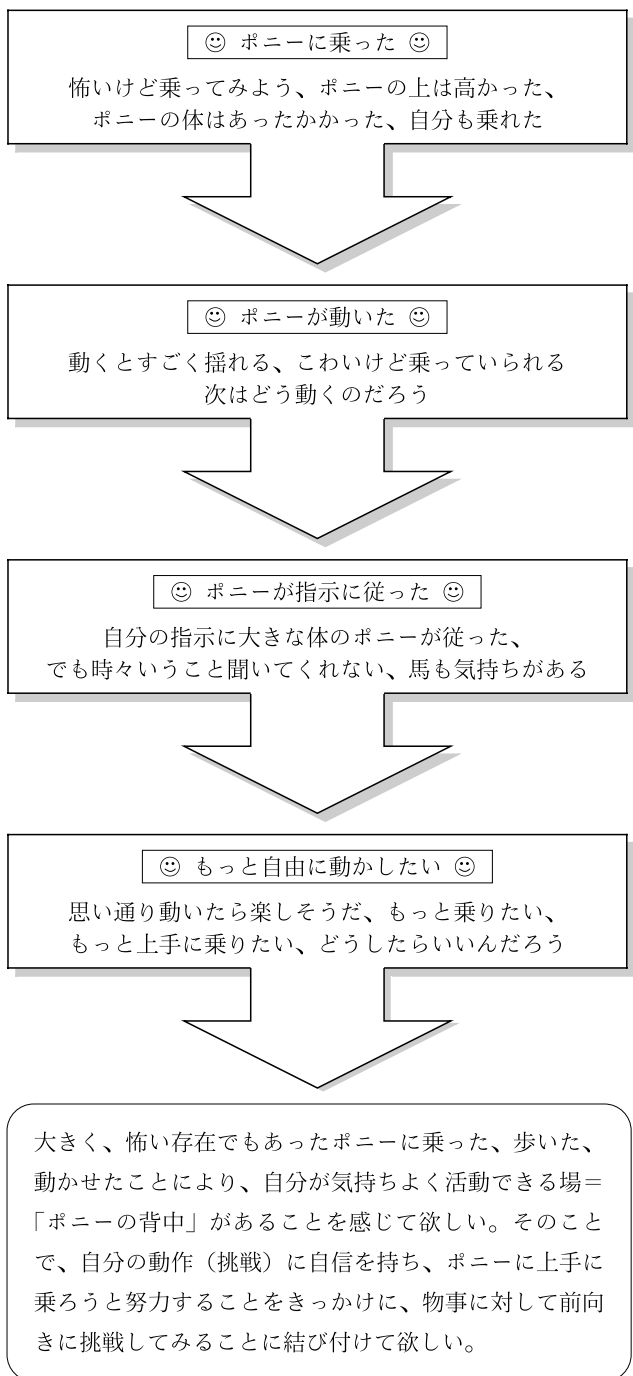 ☺ ポニーに乗った ☺
怖いけど乗ってみよう、ポニーの上は高かった、
ポニーの体はあったかかった、自分も乗れた
☺ ポニーが動いた ☺
動くとすごく揺れる、こわいけど乗っていられる
次はどう動くのだろう
☺ ポニーが指示に従った ☺
自分の指示に大きな体のポニーが従った、
でも時々いうこと聞いてくれない、馬も気持ちがある
☺ もっと自由に動かしたい ☺
思い通り動いたら楽しそうだ、もっと乗りたい、
もっと上手に乗りたい、どうしたらいいんだろう
大きく、怖い存在でもあったポニーに乗った、歩いた、
動かせたことにより、自分が気持ちよく活動できる場＝
「ポニーの背中」があることを感じて欲しい。そのこと
で、自分の動作（挑戦）に自信を持ち、ポニーに上手に
乗ろうと努力することをきっかけに、物事に対して前向
きに挑戦してみることに結び付けて欲しい。